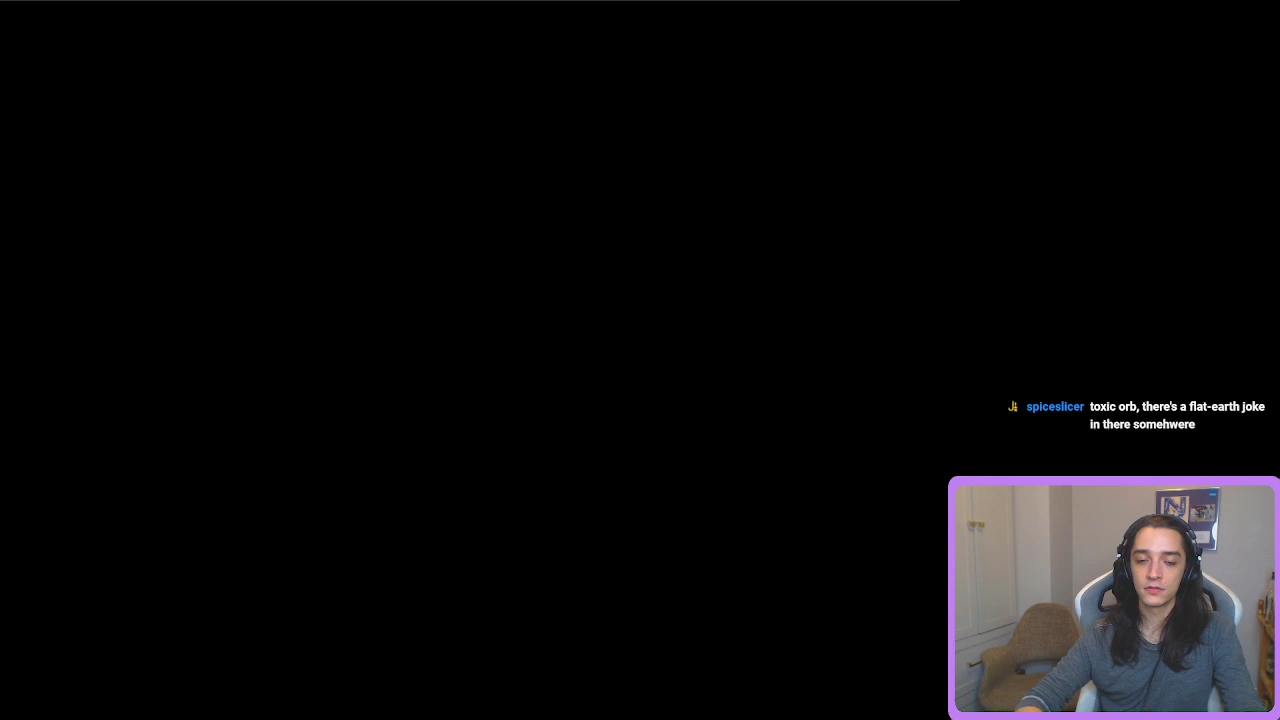 spiceslicer toxic orb, there's a flat-earth joke
in there somehwere